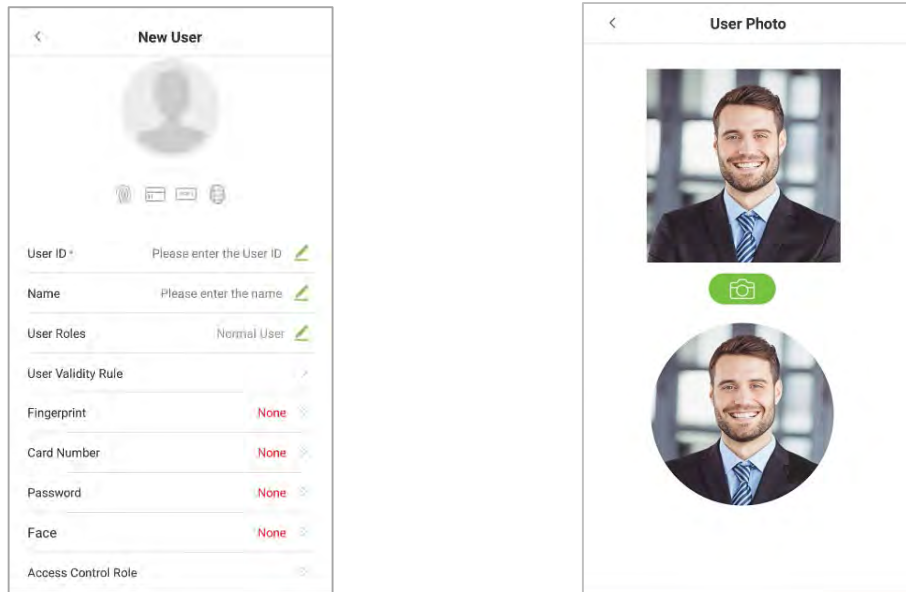 New User
User ID *
Please enter the User ID
Name
Please enter the name
User Roles
Normal User
User Validity Rule
Fingerprint
None
Card Number
None
Password
None
Face
None
Access Control Role
User Photo